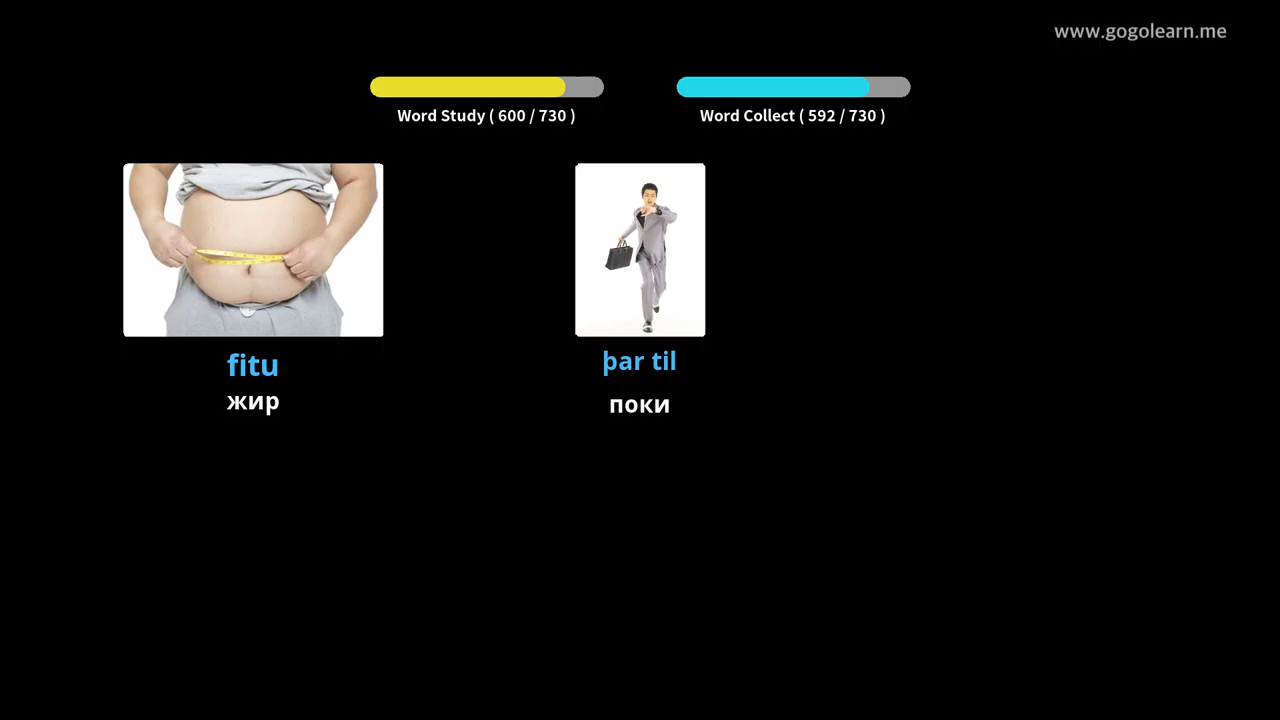 www.gogolearn.me
Word Study ( 600 / 730 )
Word Collect ( 592 / 730 )
fitu
жир
þar til
поки